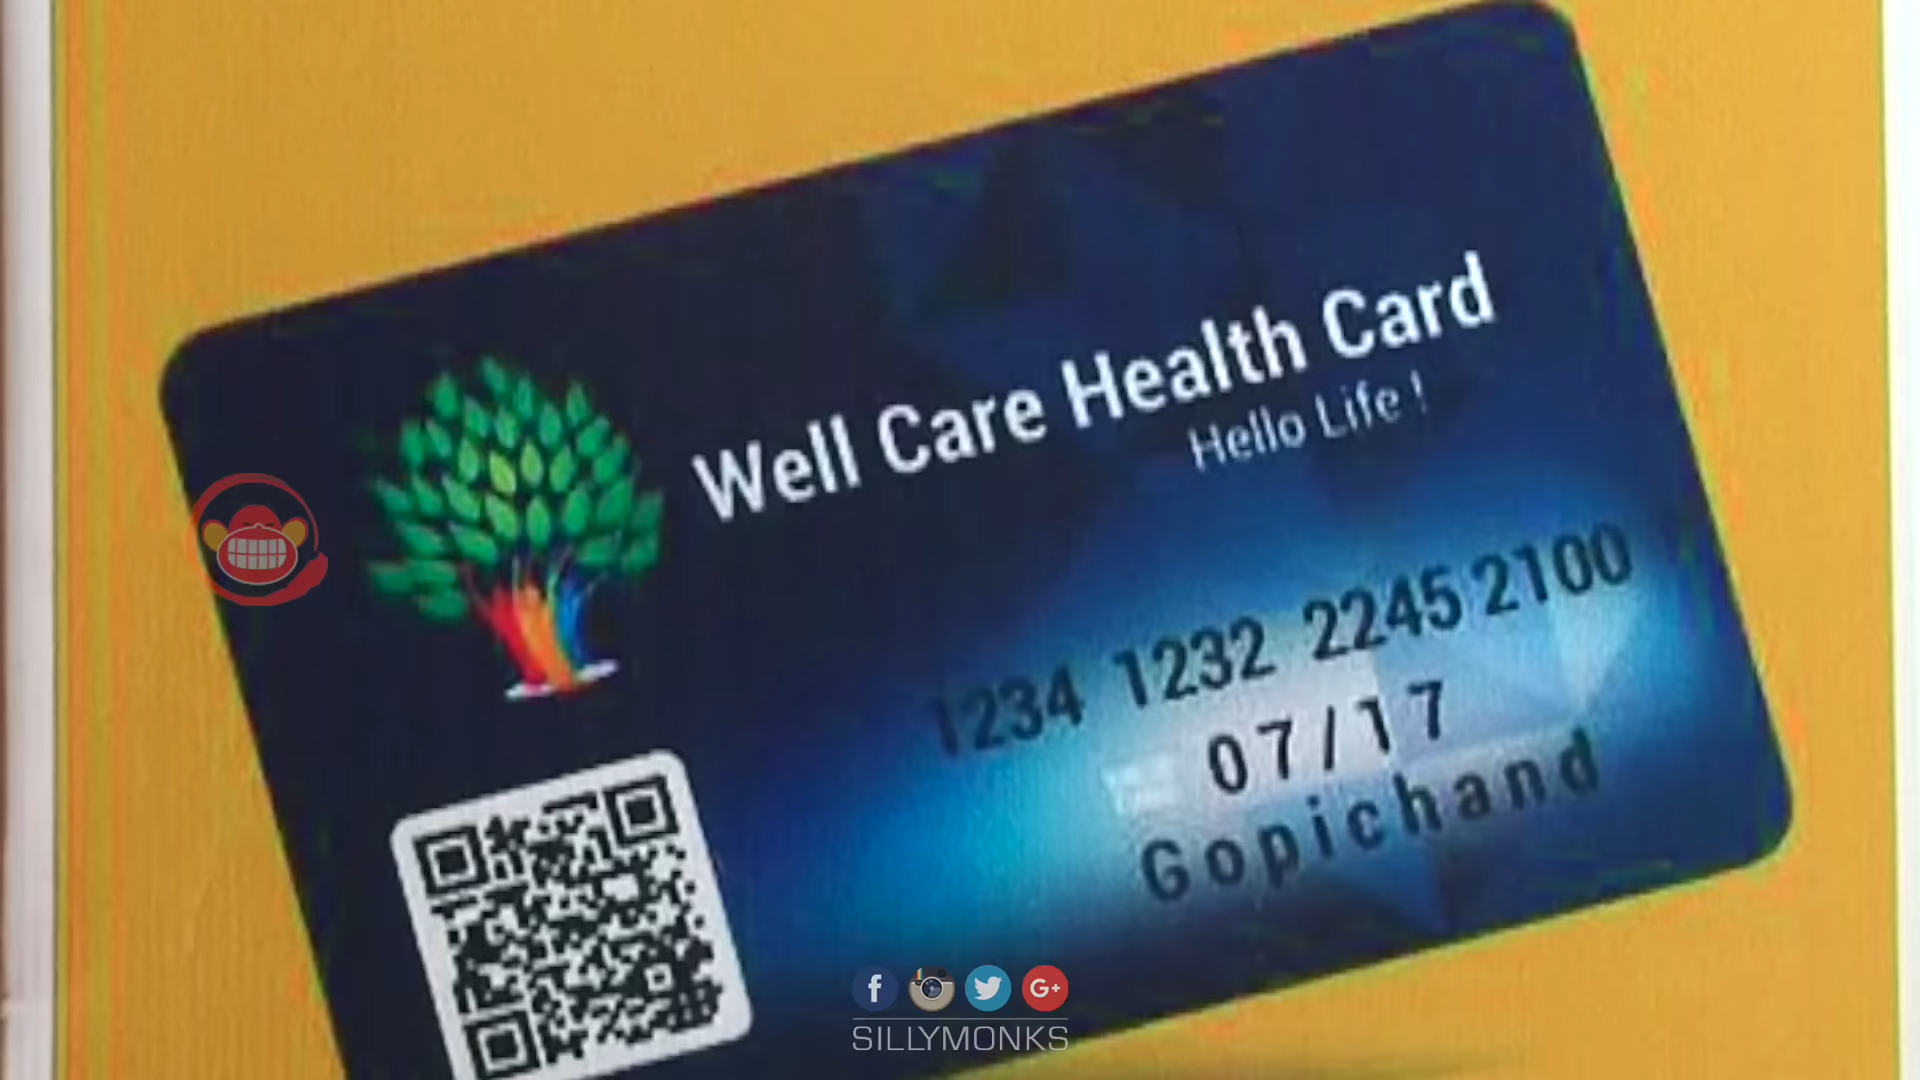 Well Care Health Card
Hello Life !
1234 1232 2245 2100
07/17
Gopichand
SILLYMONKS